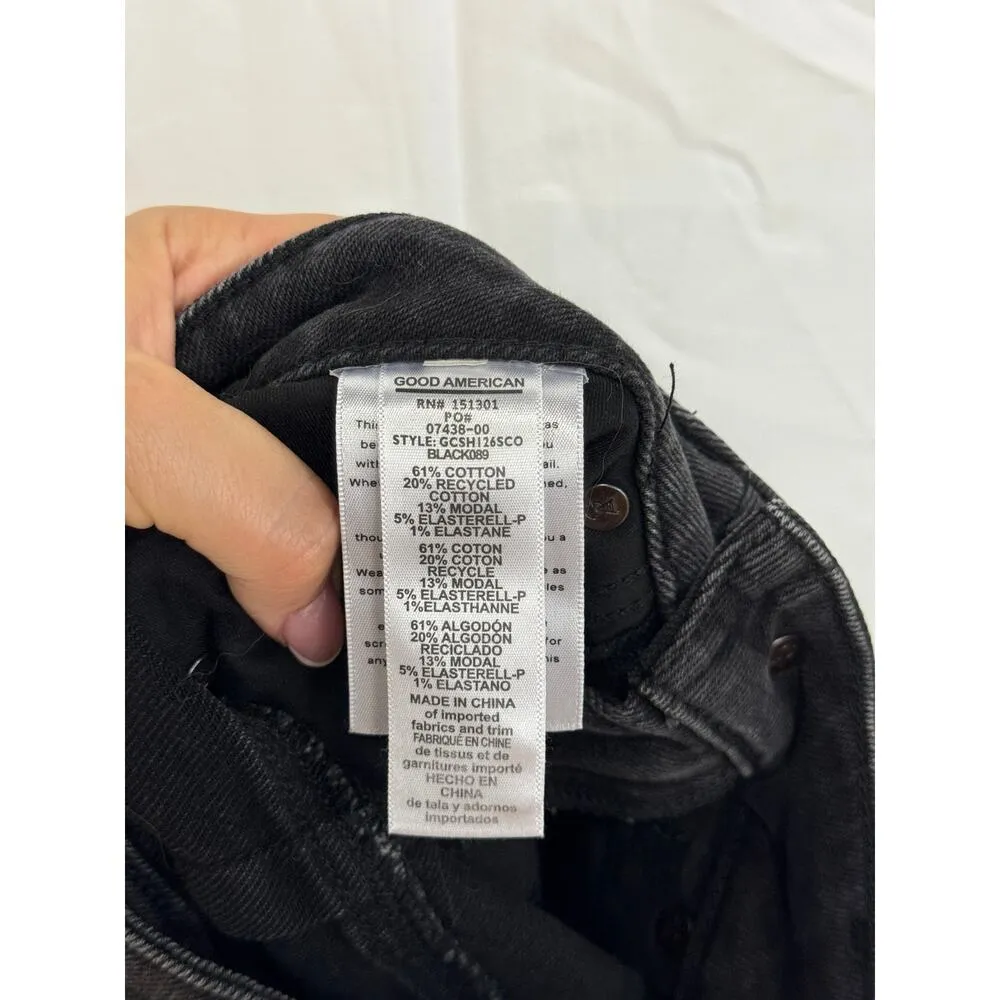 GOOD AMERICAN
RN# 151301
PO#
07438-00
STYLE: GCSH126SCO
BLACK089
61% COTTON
20% RECYCLED
COTTON
13% MODAL
5% ELASTERELL-P
1% ELASTANE
61% COTON
20% COTON
RECYCLE
13% MODAL
5% ELASTERELL-P
1%ELASTHANNE
61% ALGODÓN
20% ALGODÓN
RECICLADO
13% MODAL
5% ELASTERELL-P
1% ELASTANO
MADE IN CHINA
of imported
fabrics and trim
FABRIQUÉ EN CHINE
de tissus et de
garnitures importé
HECHO EN
CHINA
de tala y adornos
importados